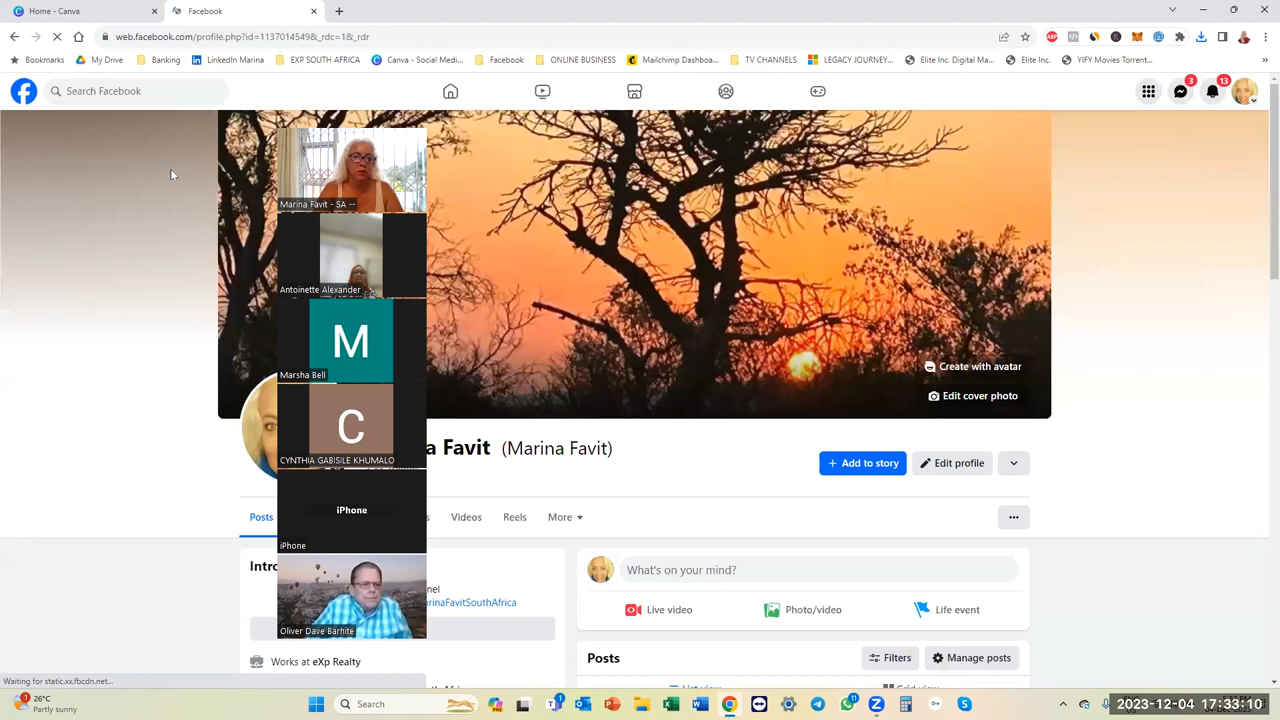 Home - Canva
Facebook
web.facebook.com/profile.php?id=1137014549&_rdc=1&_rdr
Bookmarks
My Drive
Banking
LinkedIn Marina
EXP SOUTH AFRICA
Canva - Social Medi...
Facebook
ONLINE BUSINESS
Mailchimp Dashboa...
TV CHANNELS
LEGACY JOURNEY...
Elite Inc. Digital Ma...
Elite Inc.
YIFY Movies Torrent...
Search Facebook
3
13
Marina Favit - SA --
Antoinette Alexander
M
Marsha Bell
C
CYNTHIA GABISILE KHUMALO
iPhone
iPhone
Oliver Dave Barhite
Create with avatar
Edit cover photo
a Favit (Marina Favit)
+ Add to story
Edit profile
Posts
s
Videos
Reels
More
Intro
nel
arinaFavitSouthAfrica
Works at eXp Realty
What's on your mind?
Live video
Photo/video
Life event
Posts
Filters
Manage posts
Waiting for static.xx.fbcdn.net...
26°C
Partly sunny
Search
2023-12-04 17:33:10